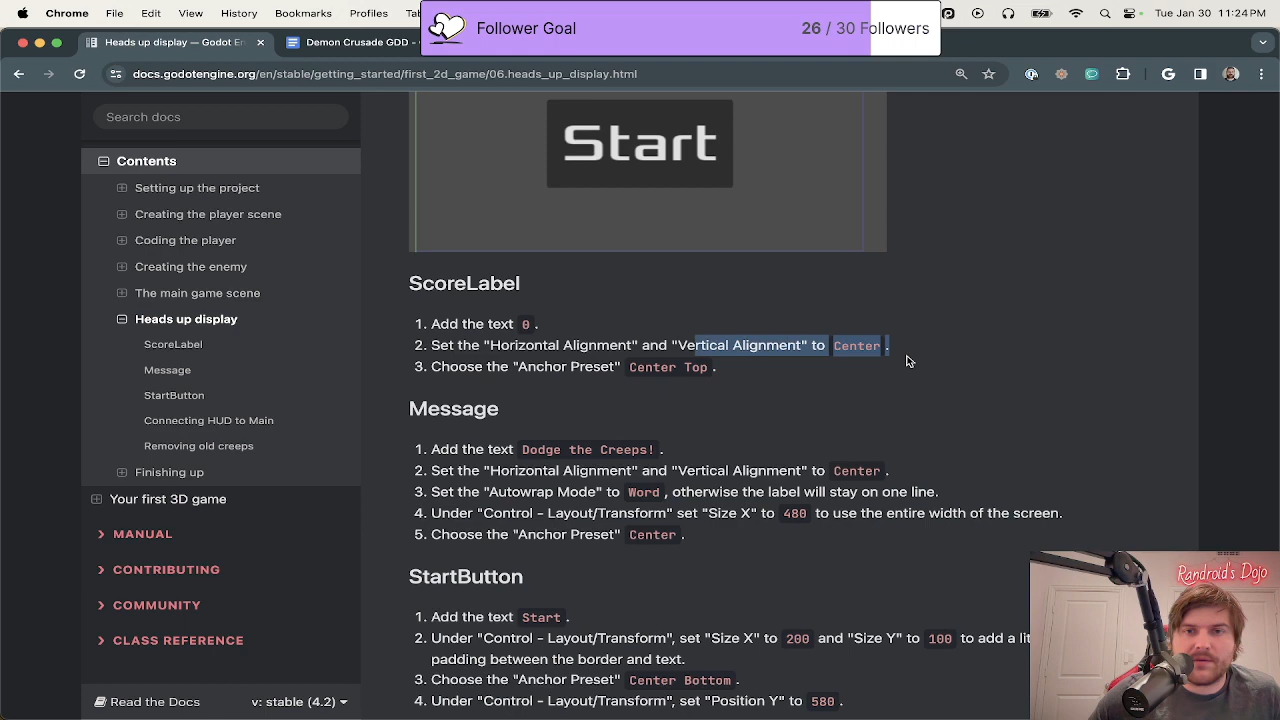 Chrome
File
Edit
View
History
Tue Jan 30 11:24 PM
Follower Goal
26 / 30 Followers
Heads up display — Godot En
Demon Crusade GDD -
docs.godotengine.org/en/stable/getting_started/first_2d_game/06.heads_up_display.html
Search docs
Contents
Setting up the project
Creating the player scene
Coding the player
Creating the enemy
The main game scene
Heads up display
ScoreLabel
Message
StartButton
Connecting HUD to Main
Removing old creeps
Finishing up
Your first 3D game
MANUAL
CONTRIBUTING
COMMUNITY
CLASS REFERENCE
Read the Docs
v: stable (4.2)
Start
ScoreLabel
1. Add the text 0.
2. Set the "Horizontal Alignment" and "Vertical Alignment" to Center.
3. Choose the "Anchor Preset" Center Top.
Message
1. Add the text Dodge the Creeps!.
2. Set the "Horizontal Alignment" and "Vertical Alignment" to Center.
3. Set the "Autowrap Mode" to Word, otherwise the label will stay on one line.
4. Under "Control - Layout/Transform" set "Size X" to 480 to use the entire width of the screen.
5. Choose the "Anchor Preset" Center.
StartButton
1. Add the text Start.
2. Under "Control - Layout/Transform", set "Size X" to 200 and "Size Y" to 100 to add a lit
padding between the border and text.
3. Choose the "Anchor Preset" Center Bottom.
4. Under "Control - Layout/Transform", set "Position Y" to 580.
Randroid's Dojo